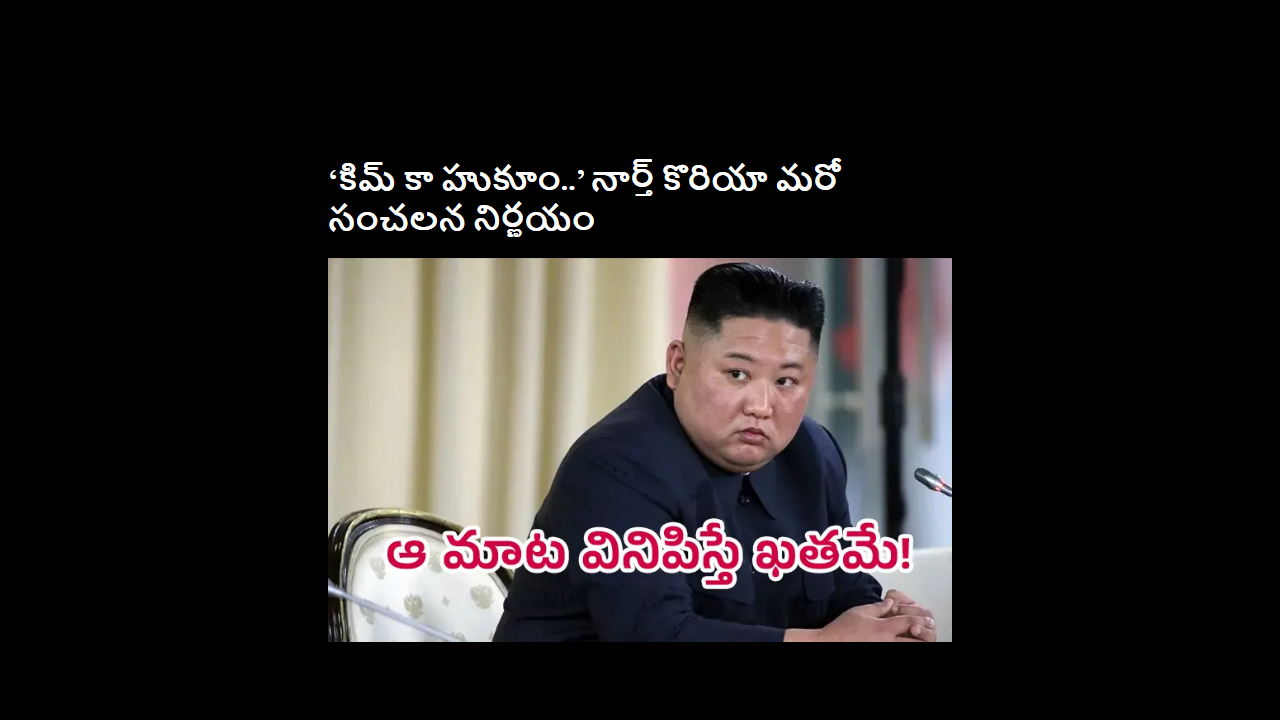 ‘కిమ్ కా హుకూం..’ నార్త్ కొరియా మరో
సంచలన నిర్ణయం
ఆ మాట వినిపిస్తే ఖతమే!